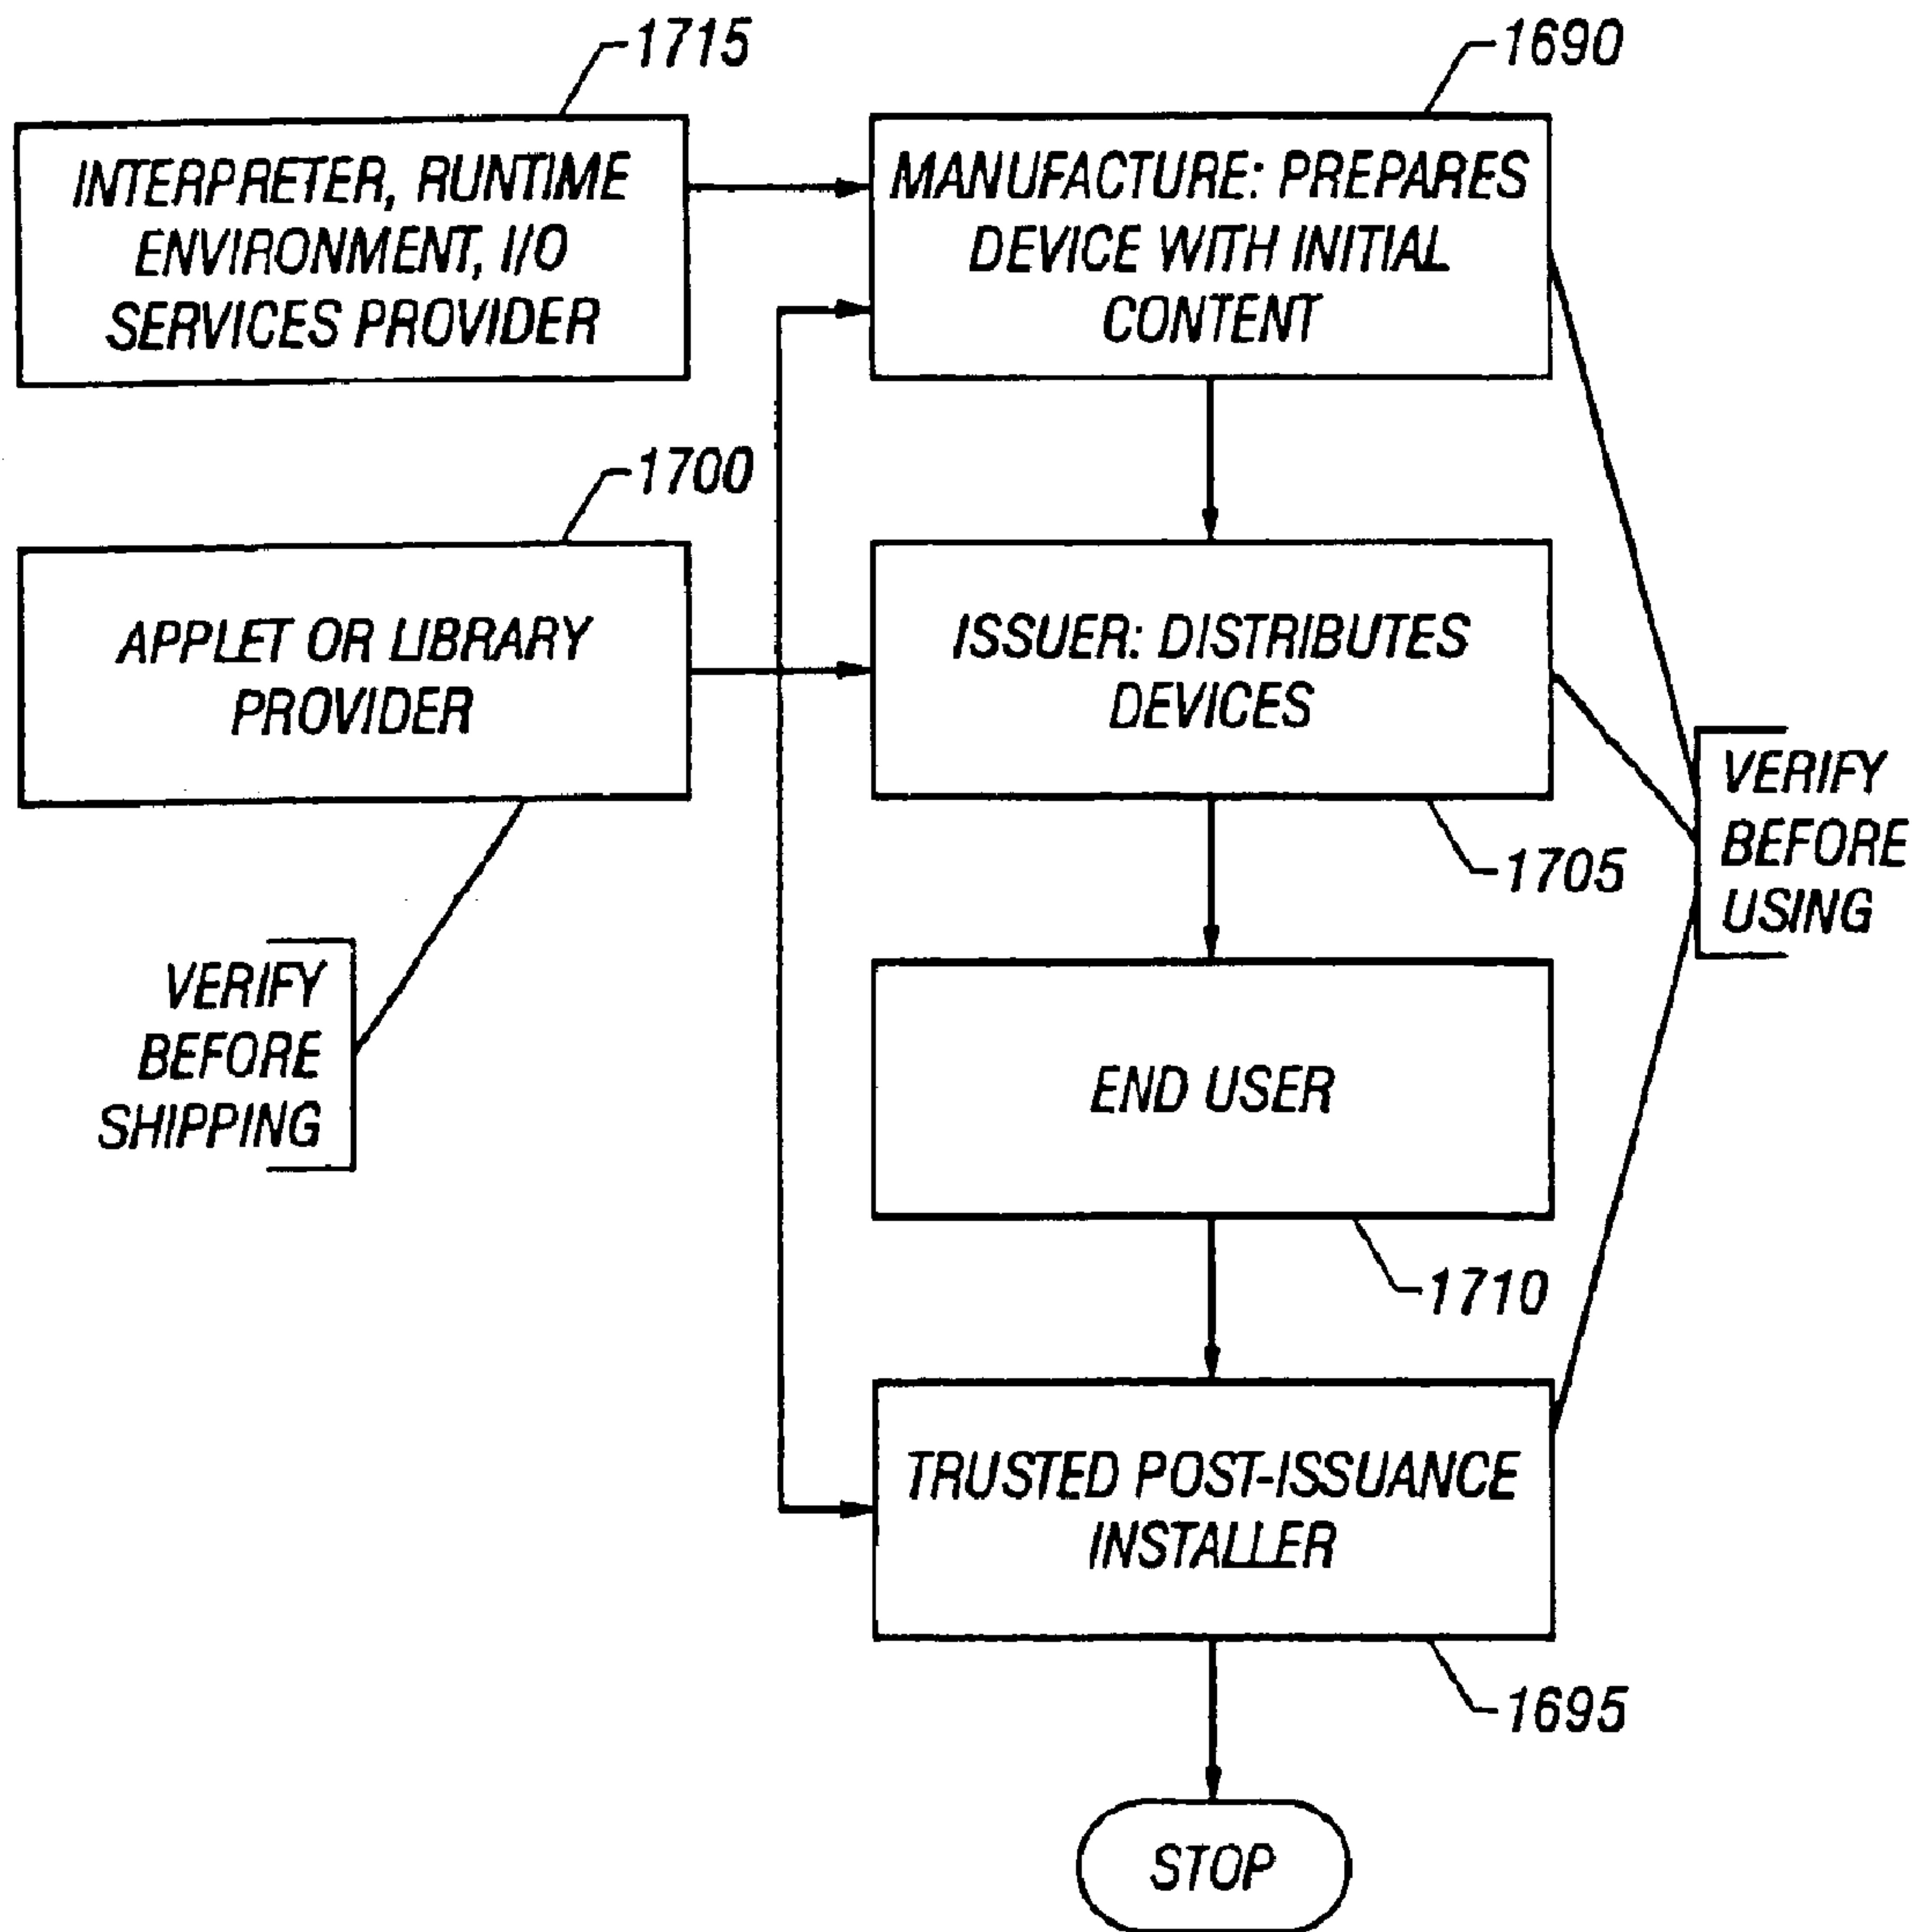 1715
1690
INTERPRETER, RUNTIME
ENVIRONMENT, I/O
SERVICES PROVIDER
MANUFACTURE: PREPARES
DEVICE WITH INITIAL
CONTENT
1700
APPLET OR LIBRARY
PROVIDER
ISSUER: DISTRIBUTES
DEVICES
1705
VERIFY
BEFORE
USING
VERIFY
BEFORE
SHIPPING
END USER
1710
TRUSTED POST-ISSUANCE
INSTALLER
1695
STOP